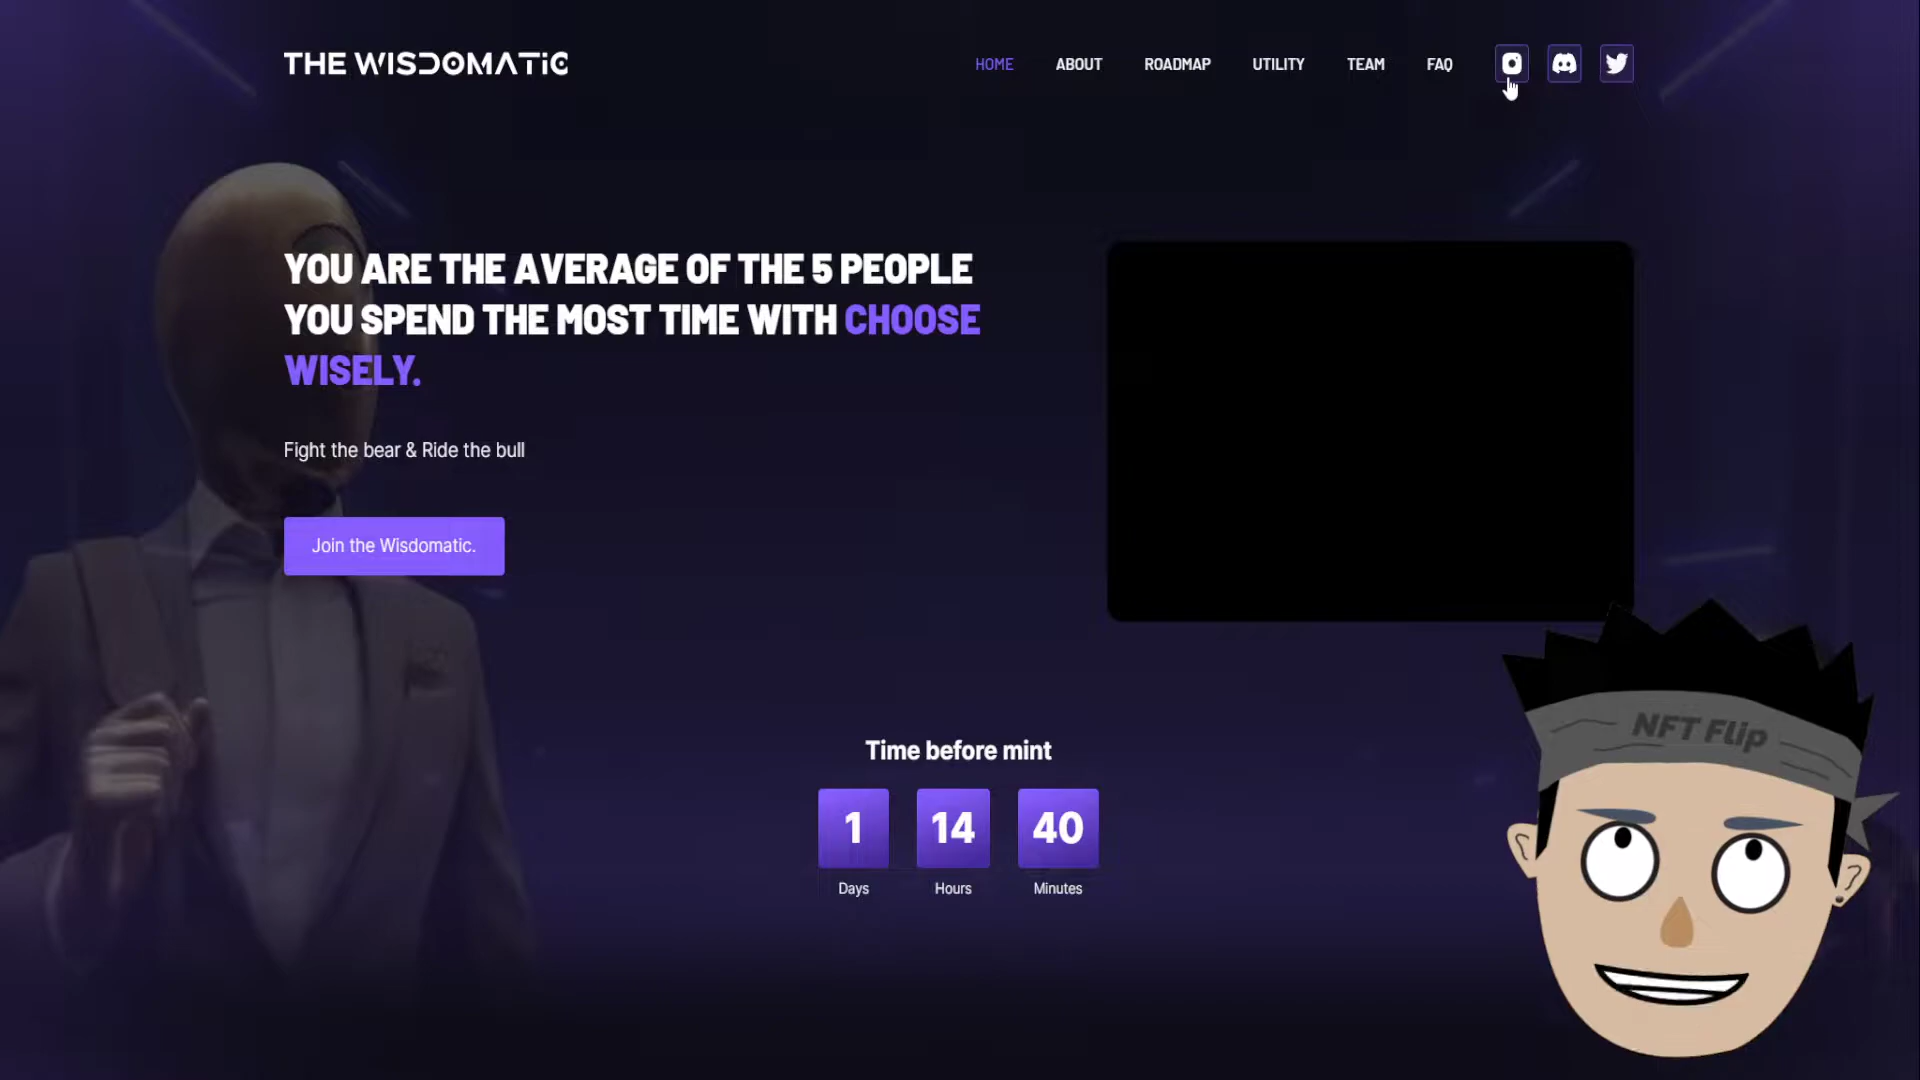 THE WISDOMATIC
HOME
ABOUT
ROADMAP
UTILITY
TEAM
FAQ
YOU ARE THE AVERAGE OF THE 5 PEOPLE
YOU SPEND THE MOST TIME WITH CHOOSE
WISELY.
Fight the bear & Ride the bull
Join the Wisdomatic.
Time before mint
1
14
40
Days
Hours
Minutes
NFT Flip